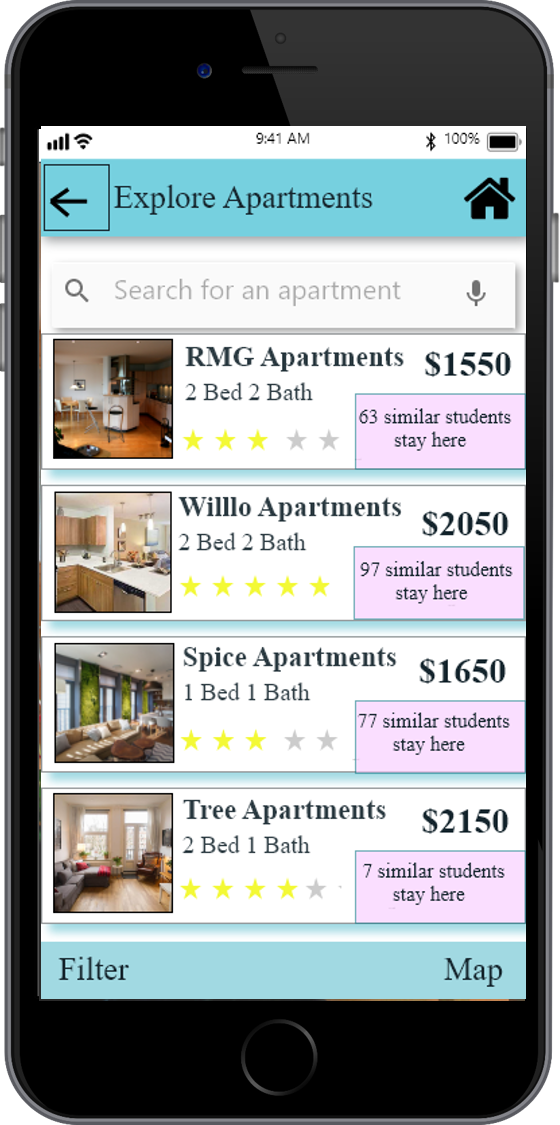 9:41 AM 100%
Explore Apartments
Search for an apartment
RMG Apartments
$1550
2 Bed 2 Bath
63 similar students
stay here
Willlo Apartments
$2050
2 Bed 2 Bath
97 similar students
stay here
Spice Apartments
$1650
1 Bed 1 Bath
77 similar students
stay here
Tree Apartments
$2150
2 Bed 1 Bath
7 similar students
stay here
Filter Map